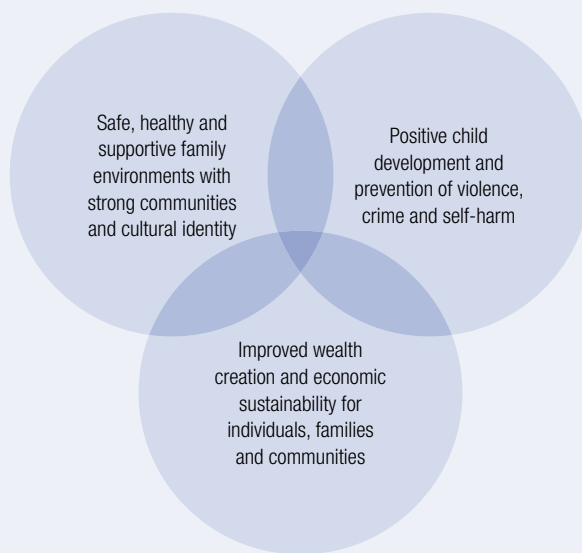 Safe, healthy and
supportive family
environments with
strong communities
and cultural identity
Positive child
development and
prevention of violence,
crime and self-harm
Improved wealth
creation and economic
sustainability for
individuals, families
and communities